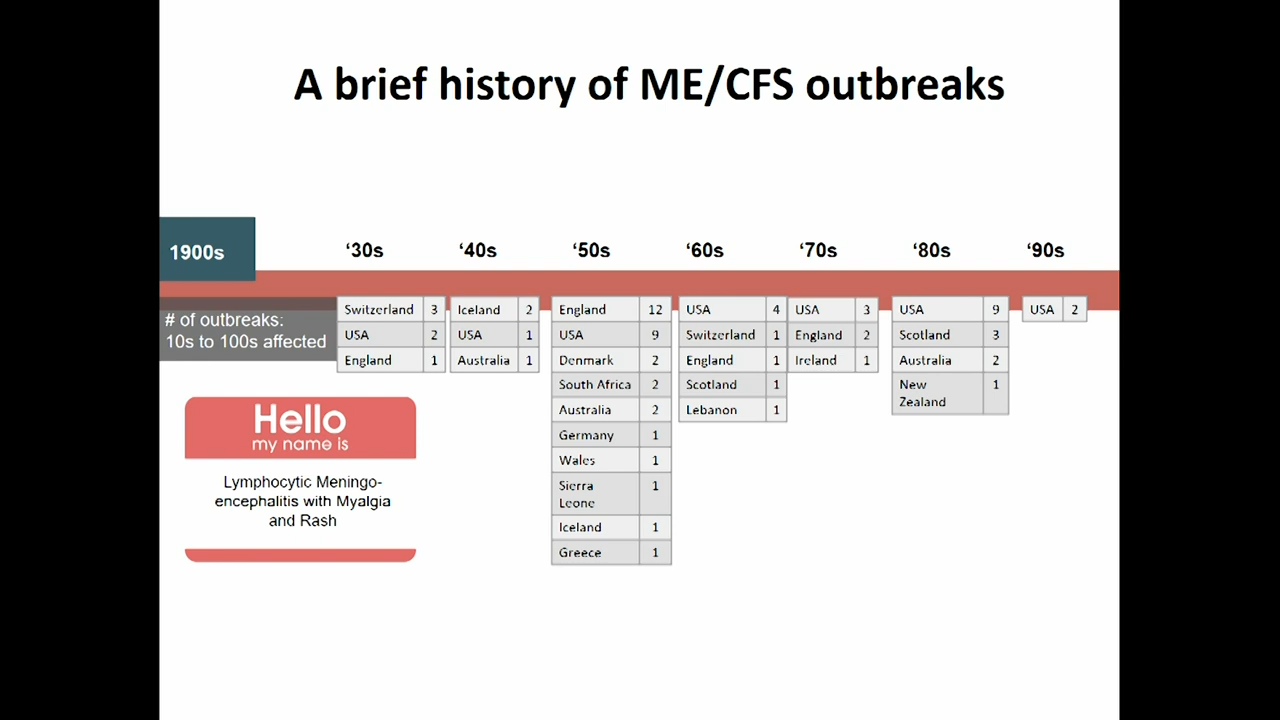 A brief history of ME/CFS outbreaks
1900s
‘30s
‘40s
‘50s
‘60s
‘70s
‘80s
‘90s
# of outbreaks:
10s to 100s affected
Switzerland 3
USA 2
England 1
Iceland 2
USA 1
Australia 1
England 12
USA 9
Denmark 2
South Africa 2
Australia 2
Germany 1
Wales 1
Sierra 1
Leone
Iceland 1
Greece 1
USA 4
Switzerland 1
England 1
Scotland 1
Lebanon 1
USA 3
England 2
Ireland 1
USA 9
Scotland 3
Australia 2
New 1
Zealand
USA 2
Hello
my name is
Lymphocytic Meningo-
encephalitis with Myalgia
and Rash